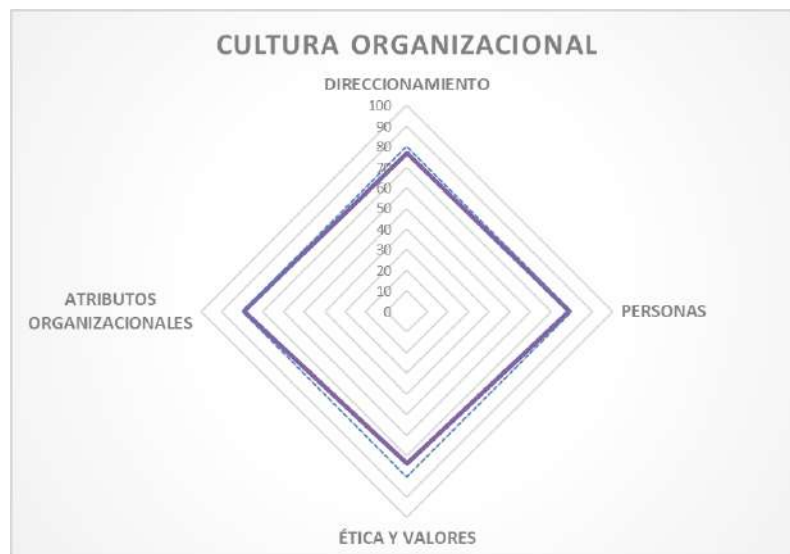 CULTURA ORGANIZACIONAL
DIRECCIONAMIENTO
100
90
80
70
60
50
40
30
20
10
0
ATRIBUTOS
ORGANIZACIONALES
PERSONAS
ÉTICA Y VALORES